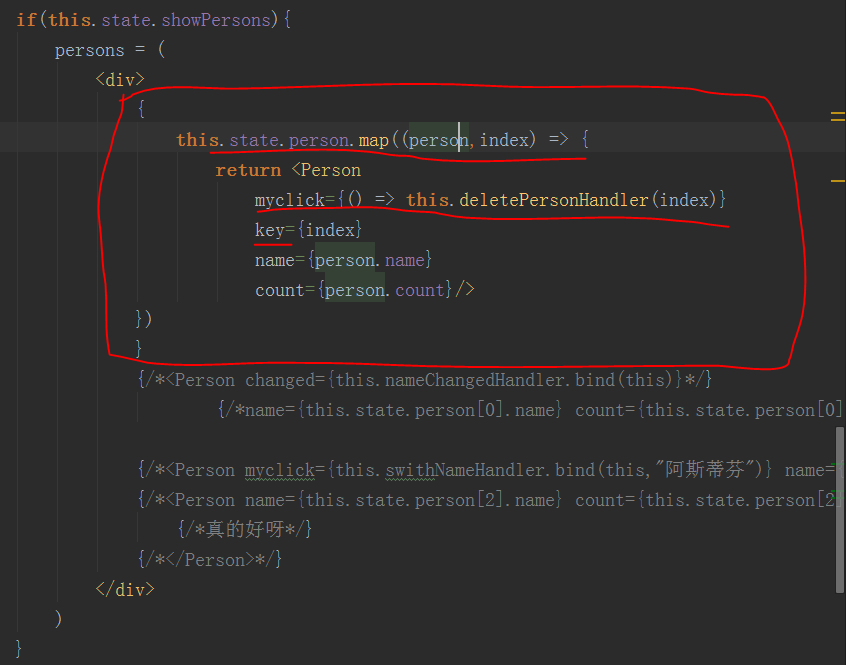 if(this.state.showPersons){
persons = (
<div>
{
this.state.person.map((person,index) => {
return <Person
myclick={() => this.deletePersonHandler(index)}
key={index}
name={person.name}
count={person.count}/>
})
}
{/*<Person changed={this.nameChangedHandler.bind(this)}*/}
{/*name={this.state.person[0].name} count={this.state.person[0]
{/*<Person myclick={this.swithNameHandler.bind(this,"阿斯蒂芬")} name=
{/*<Person name={this.state.person[2].name} count={this.state.person[2
{/*真的好呀*/}
{/*</Person>*/}
</div>
)
}